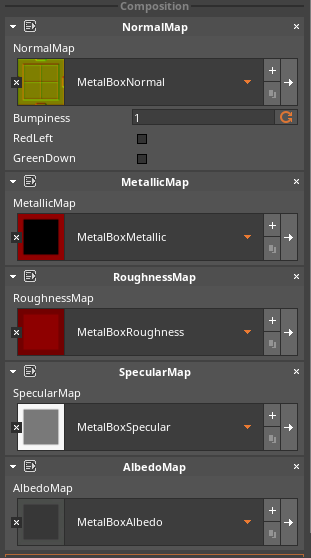 Composition
NormalMap
NormalMap
MetalBoxNormal
Bumpiness 1
RedLeft
GreenDown
MetallicMap
MetallicMap
MetalBoxMetallic
RoughnessMap
RoughnessMap
MetalBoxRoughness
SpecularMap
SpecularMap
MetalBoxSpecular
AlbedoMap
AlbedoMap
MetalBoxAlbedo